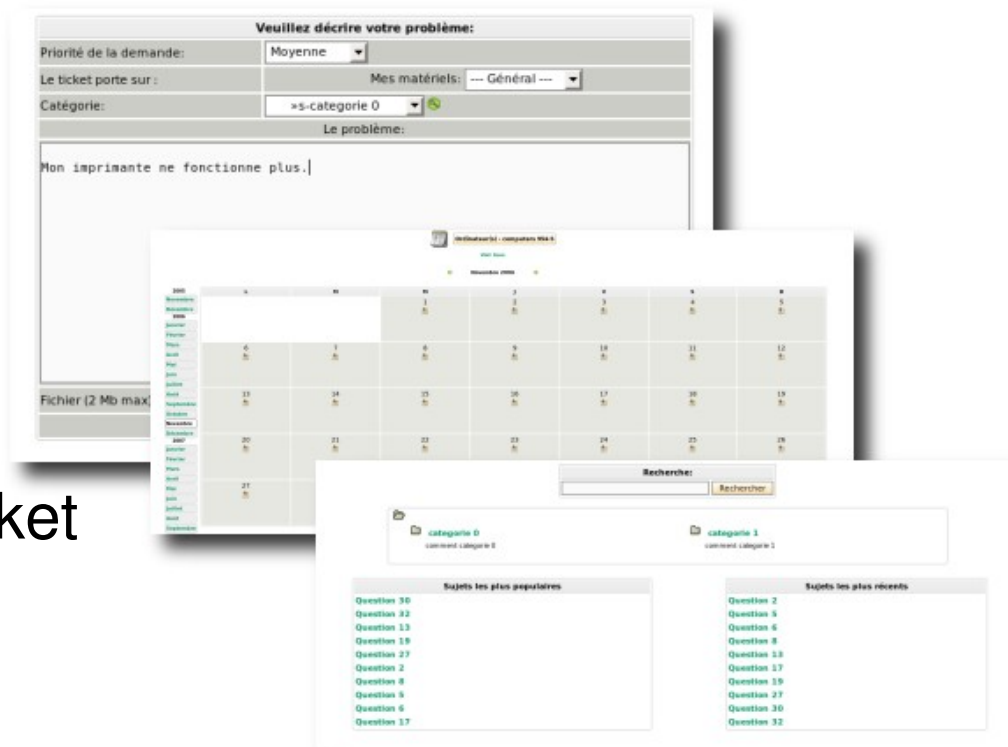 Veuillez décrire votre problème:
Priorité de la demande: Moyenne
Le ticket porte sur : Mes matériels: --- Général ---
Catégorie: »s-categorie 0
Le problème:
Mon imprimante ne fonctionne plus.
Fichier (2 Mb max)
ket
Ordinateur(s) - computers 954-5
Novembre 2006
2005 L M M J V S D
Novembre
Décembre
2006
Janvier
Février
Mars
Avril
Mai
Juin
Juillet
Août
Septembre
Octobre
Novembre
Décembre
2007
Janvier
Février
Mars
Avril
Mai
Juin
Juillet
Août
Septembre
1 2 3 4 5
6 7 8 9 10 11 12
13 14 15 16 17 18 19
20 21 22 23 24 25 26
27
Recherche:
Rechercher
categorie 0 categorie 1
comment categorie 0 comment categorie 1
Sujets les plus populaires
Question 30
Question 32
Question 13
Question 19
Question 27
Question 2
Question 8
Question 5
Question 6
Question 17
Sujets les plus récents
Question 2
Question 5
Question 6
Question 8
Question 13
Question 17
Question 19
Question 27
Question 30
Question 32